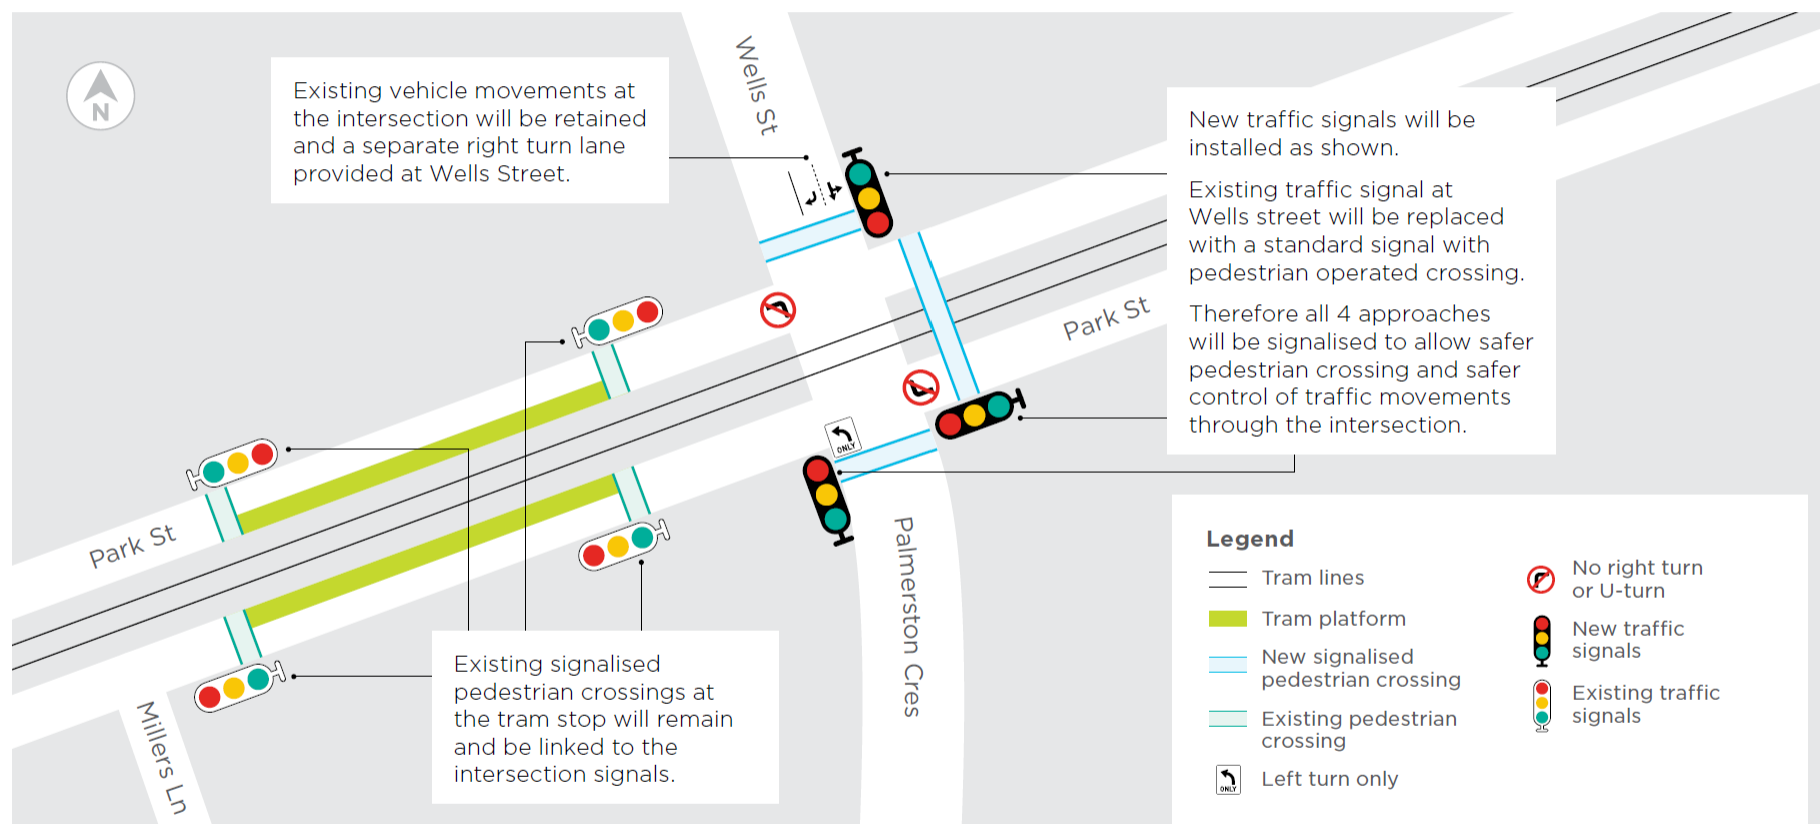 N
Existing vehicle movements at
the intersection will be retained
and a separate right turn lane
provided at Wells Street.
Wells St
New traffic signals will be
installed as shown.
Existing traffic signal at
Wells street will be replaced
with a standard signal with
pedestrian operated crossing.
Therefore all 4 approaches
will be signalised to allow safer
pedestrian crossing and safer
control of traffic movements
through the intersection.
Park St
ONLY
Park St
Palmerston Cres
Millers Ln
Existing signalised
pedestrian crossings at
the tram stop will remain
and be linked to the
intersection signals.
Legend
Tram lines
Tram platform
New signalised
pedestrian crossing
Existing pedestrian
crossing
ONLY
Left turn only
No right turn
or U-turn
New traffic
signals
Existing traffic
signals